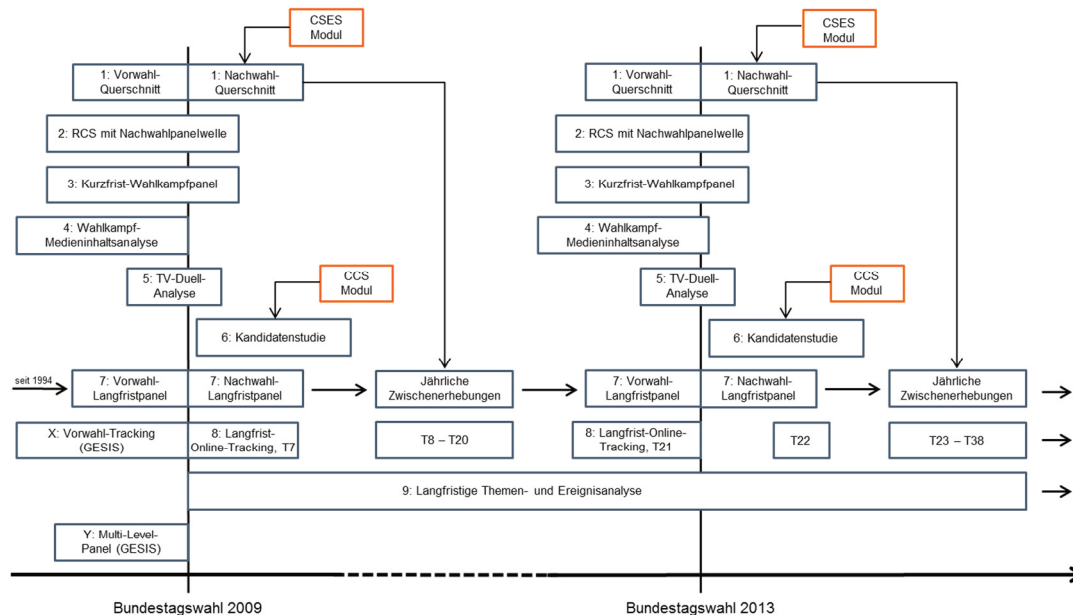 CSES
Modul
CSES
Modul
1: Vorwahl-
Querschnitt
1: Nachwahl-
Querschnitt
1: Vorwahl-
Querschnitt
1: Nachwahl-
Querschnitt
2: RCS mit Nachwahlpanelwelle
2: RCS mit Nachwahlpanelwelle
3: Kurzfrist-Wahlkampfpanel
3: Kurzfrist-Wahlkampfpanel
4: Wahlkampf-
Medieninhaltsanalyse
4: Wahlkampf-
Medieninhaltsanalyse
5: TV-Duell-
Analyse
CCS
Modul
5: TV-Duell-
Analyse
CCS
Modul
6: Kandidatenstudie
6: Kandidatenstudie
seit 1994
7: Vorwahl-
Langfristpanel
7: Nachwahl-
Langfristpanel
Jährliche
Zwischenerhebungen
7: Vorwahl-
Langfristpanel
7: Nachwahl-
Langfristpanel
Jährliche
Zwischenerhebungen
X: Vorwahl-Tracking
(GESIS)
8: Langfrist-
Online-Tracking, T7
T8 – T20
8: Langfrist-Online-
Tracking, T21
T22
T23 – T38
9: Langfristige Themen- und Ereignisanalyse
Y: Multi-Level-
Panel (GESIS)
Bundestagswahl 2009
Bundestagswahl 2013